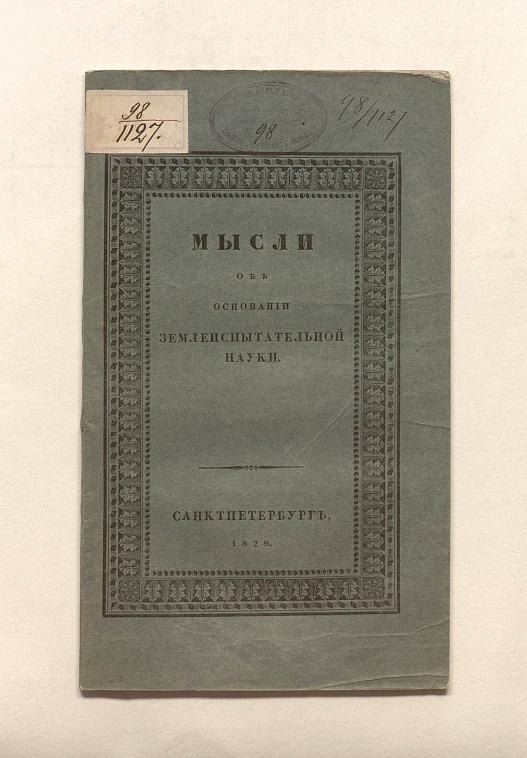 98
1127.
98
98/1127
МЫСЛИ
ОБЪ
ОСНОВАНІИ
ЗЕМЛЕИСПЫТАТЕЛЬНОЙ
НАУКИ.
САНКТПЕТЕРБУРГЪ,
1829.